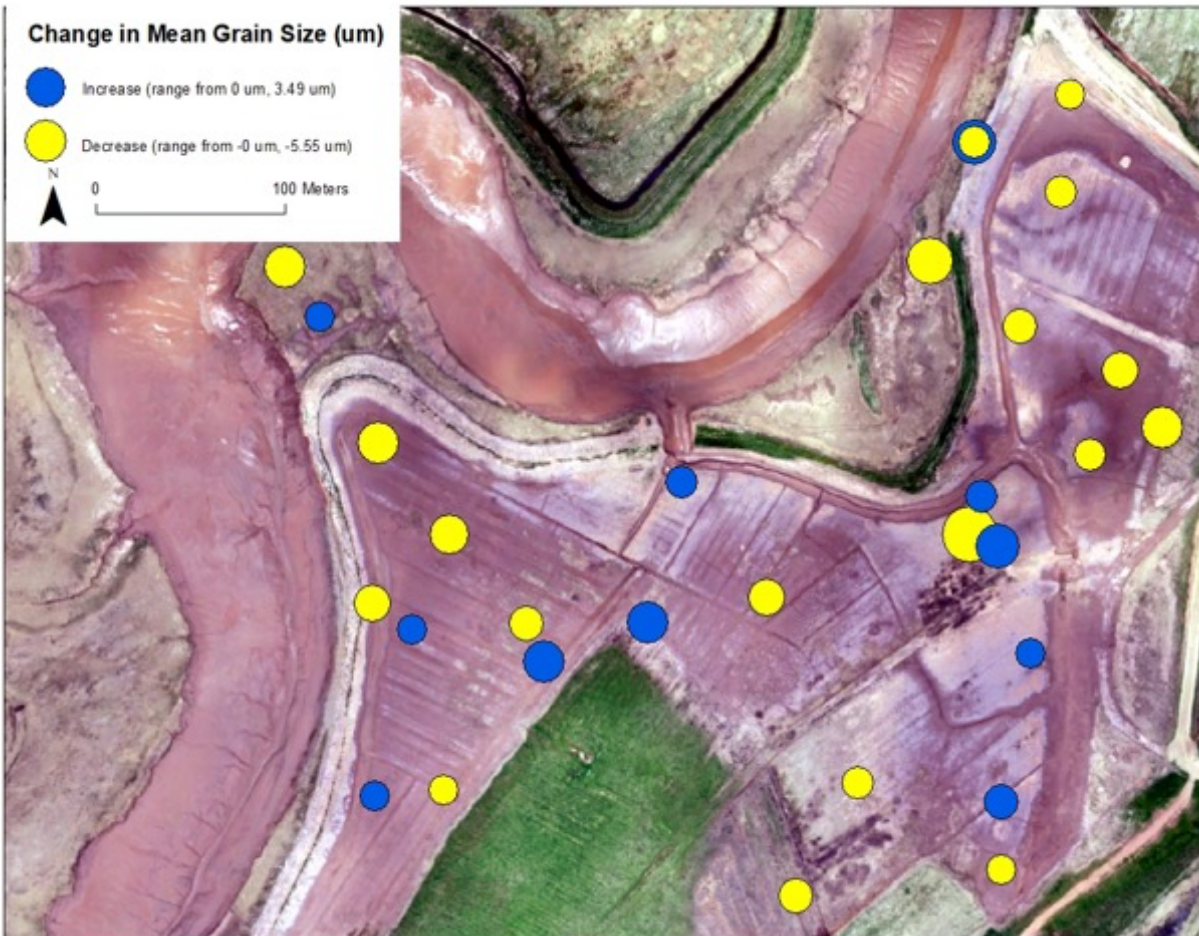 Change in Mean Grain Size (um)
Increase (range from 0 um, 3.49 um)
Decrease (range from -0 um, -5.55 um)
N
0 100 Meters